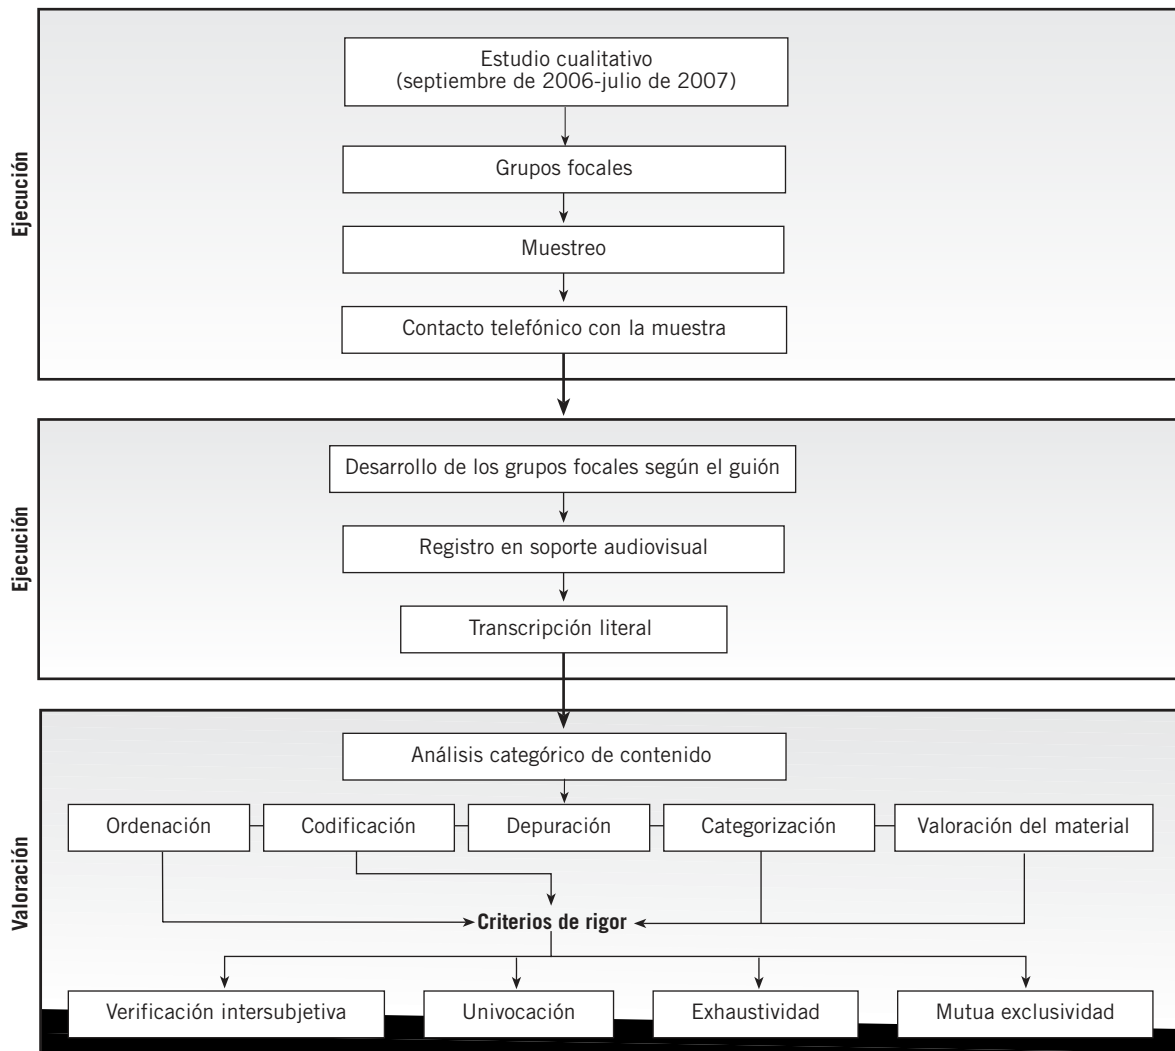 Ejecución
Estudio cualitativo
(septiembre de 2006-julio de 2007)
Grupos focales
Muestreo
Contacto telefónico con la muestra
Ejecución
Desarrollo de los grupos focales según el guión
Registro en soporte audiovisual
Transcripción literal
Valoración
Análisis categórico de contenido
Ordenación
Codificación
Depuración
Categorización
Valoración del material
Criterios de rigor
Verificación intersubjetiva
Univocación
Exhaustividad
Mutua exclusividad